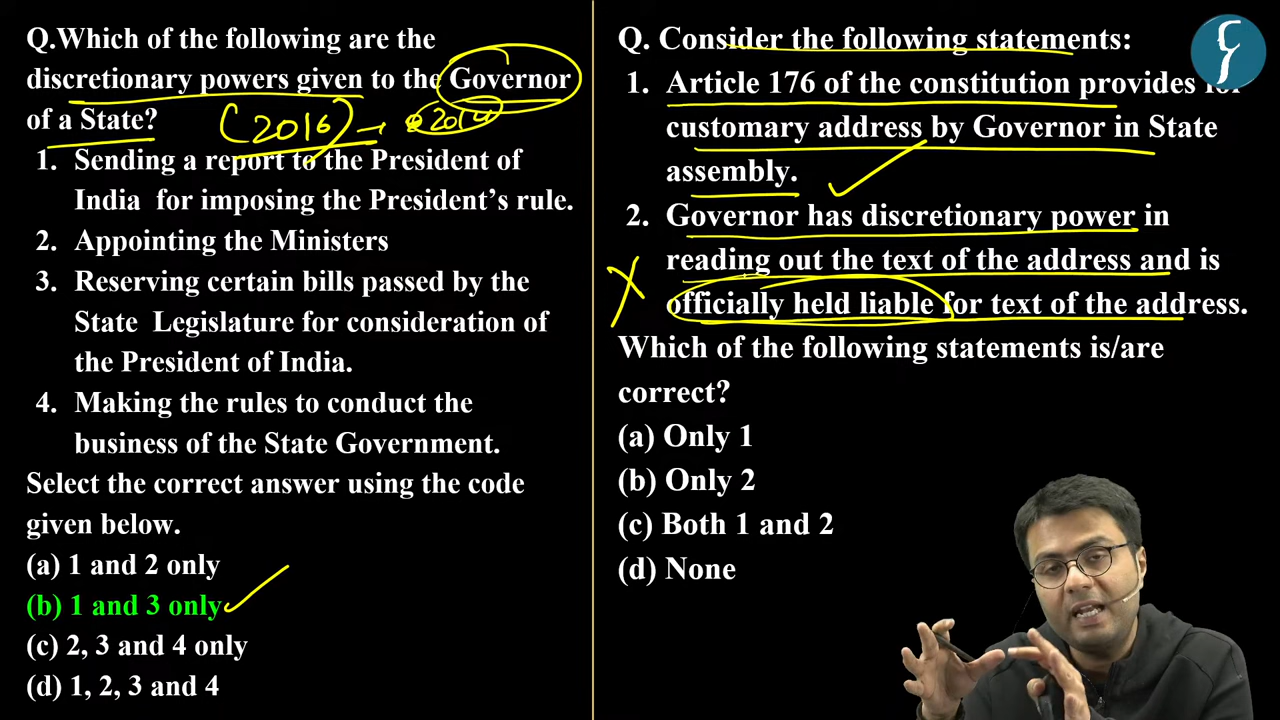 Q.Which of the following are the
discretionary powers given to the Governor
of a State?
(2016) → 2014
1. Sending a report to the President of
India for imposing the President's rule.
2. Appointing the Ministers
3. Reserving certain bills passed by the
State Legislature for consideration of
the President of India.
4. Making the rules to conduct the
business of the State Government.
Select the correct answer using the code
given below.
(a) 1 and 2 only
(b) 1 and 3 only
(c) 2, 3 and 4 only
(d) 1, 2, 3 and 4
Q. Consider the following statements:
1. Article 176 of the constitution provides for
customary address by Governor in State
assembly.
2. Governor has discretionary power in
reading out the text of the address and is
officially held liable for text of the address.
Which of the following statements is/are
correct?
(a) Only 1
(b) Only 2
(c) Both 1 and 2
(d) None